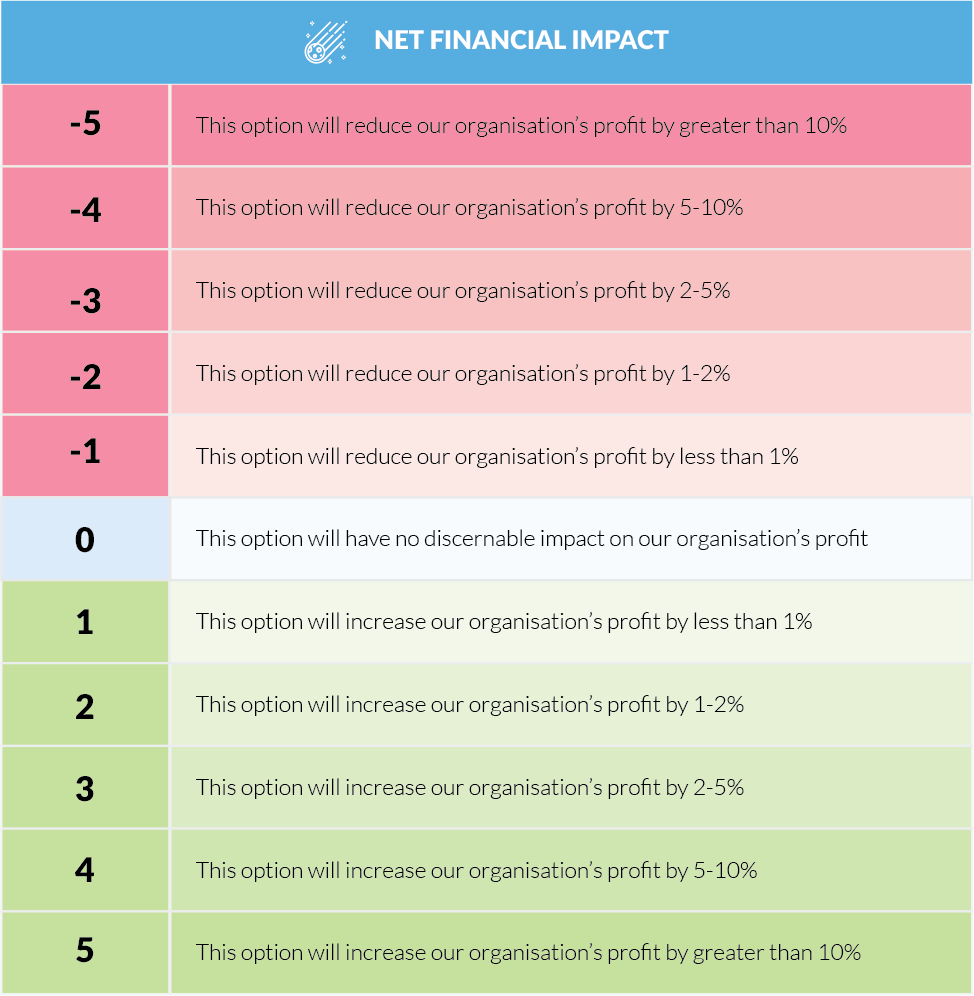 NET FINANCIAL IMPACT
-5 This option will reduce our organisation’s profit by greater than 10%
-4 This option will reduce our organisation’s profit by 5-10%
-3 This option will reduce our organisation’s profit by 2-5%
-2 This option will reduce our organisation’s profit by 1-2%
-1 This option will reduce our organisation’s profit by less than 1%
0 This option will have no discernable impact on our organisation’s profit
1 This option will increase our organisation’s profit by less than 1%
2 This option will increase our organisation’s profit by 1-2%
3 This option will increase our organisation’s profit by 2-5%
4 This option will increase our organisation’s profit by 5-10%
5 This option will increase our organisation’s profit by greater than 10%